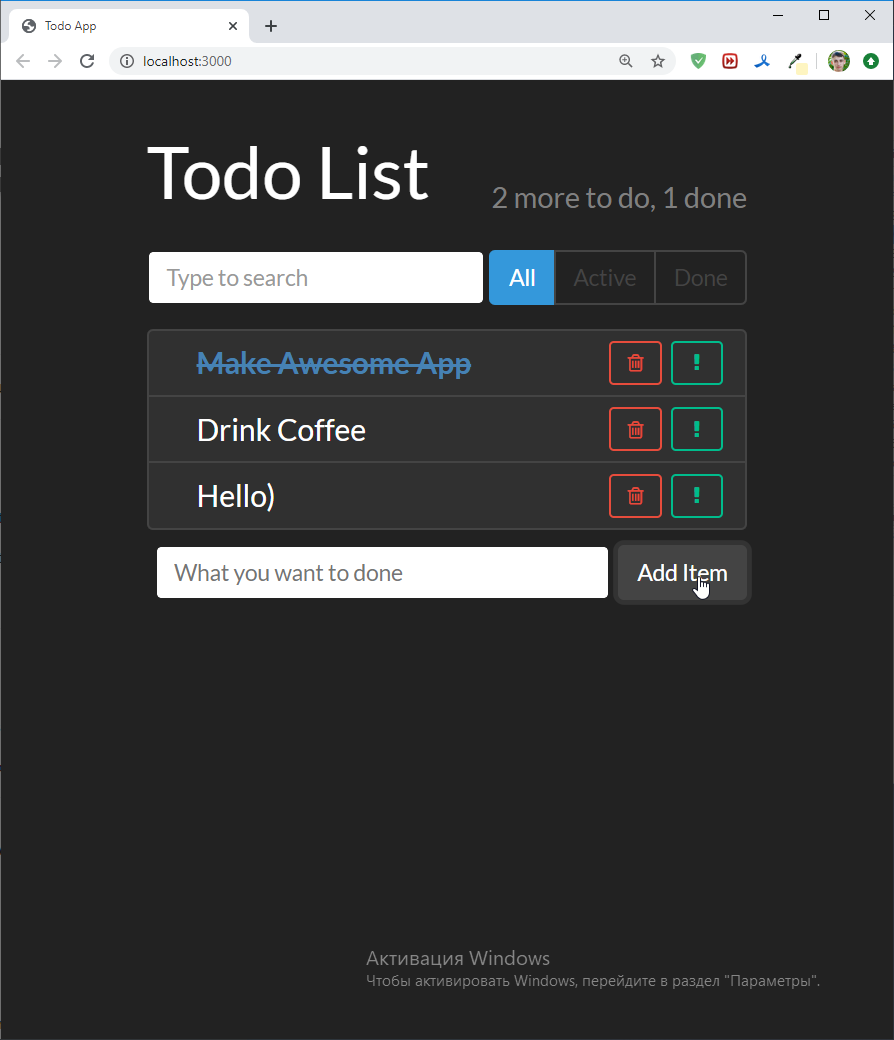 Todo App
localhost:3000
Todo List
2 more to do, 1 done
Type to search
All
Active
Done
Make Awesome App
Drink Coffee
Hello)
What you want to done
Add Item
Активация Windows
Чтобы активировать Windows, перейдите в раздел "Параметры".